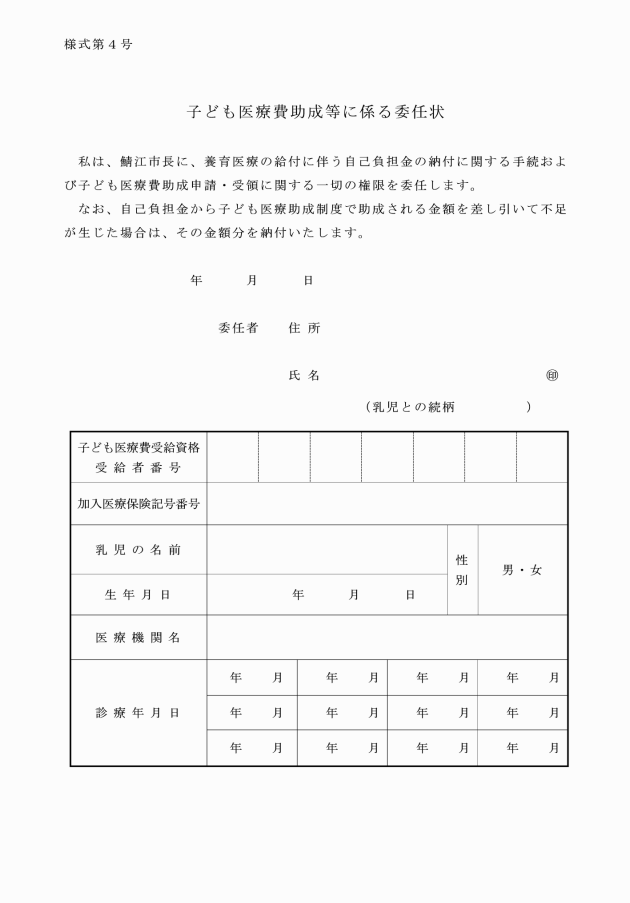 様式第４号
子ども医療費助成等に係る委任状
私は、鯖江市長に、養育医療の給付に伴う自己負担金の納付に関する手続およ
び子ども医療費助成申請・受領に関する一切の権限を委任します。
なお、自己負担金から子ども医療助成制度で助成される金額を差し引いて不足
が生じた場合は、その金額分を納付いたします。
年　　　月　　　日
委任者　　住 所
氏 名　　　　　　　　　　㊞
（乳児との続柄　　　　　）
子ども医療費受給資格
受 給 者 番 号
加入医療保険記号番号
乳 児 の 名 前
性
別
男・女
生 年 月 日　　　年　　　月　　　日
医 療 機 関 名
診 療 年 月 日
年　　月　　年　　月　　年　　月　　年　　月
年　　月　　年　　月　　年　　月　　年　　月
年　　月　　年　　月　　年　　月　　年　　月